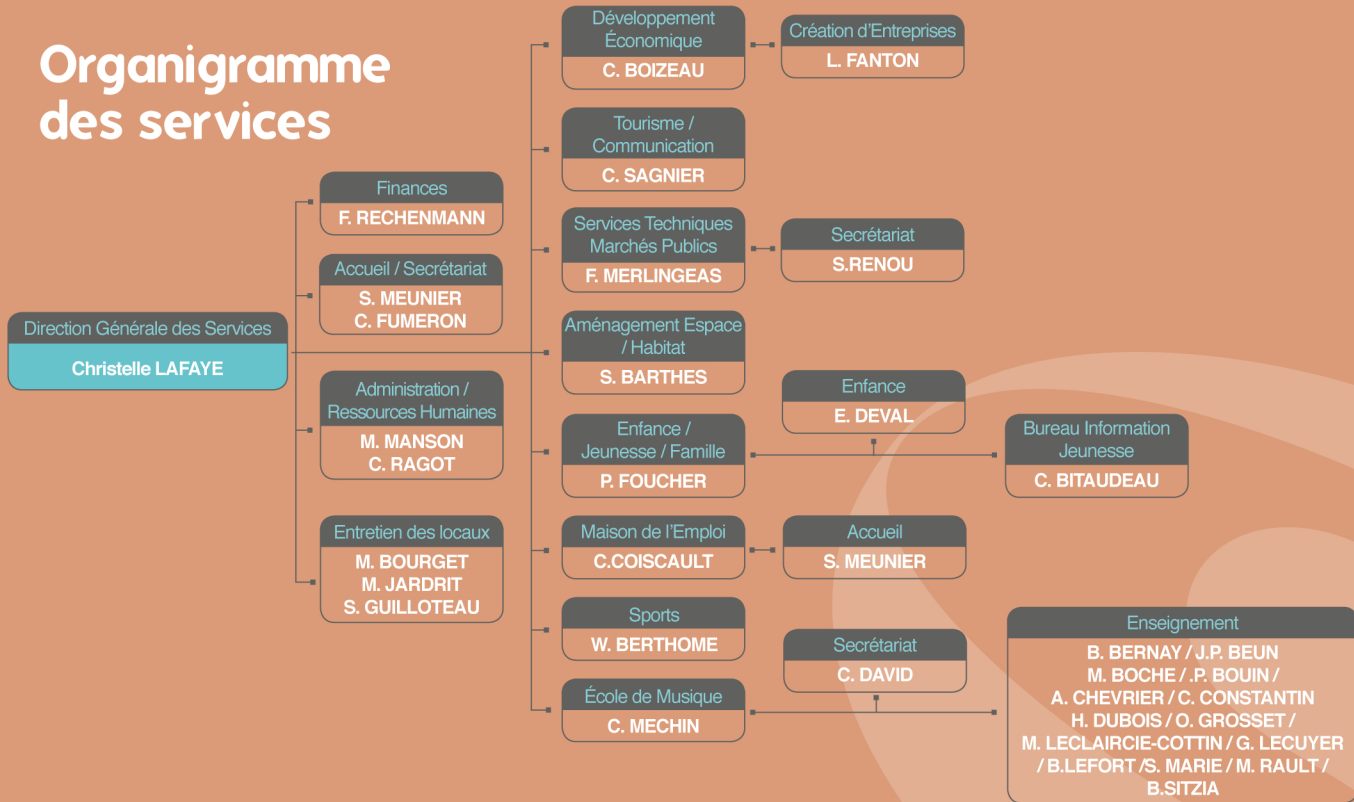 Organigramme
des services
Direction Générale des Services
Christelle LAFAYE
Finances
F. RECHENMANN
Accueil / Secrétariat
S. MEUNIER
C. FUMERON
Administration /
Ressources Humaines
M. MANSON
C. RAGOT
Entretien des locaux
M. BOURGET
M. JARDRIT
S. GUILLOTEAU
Développement
Économique
C. BOIZEAU
Création d'Entreprises
L. FANTON
Tourisme /
Communication
C. SAGNIER
Services Techniques
Marchés Publics
F. MERLINGEAS
Secrétariat
S.RENOU
Aménagement Espace
/ Habitat
S. BARTHES
Enfance /
Jeunesse / Famille
P. FOUCHER
Enfance
E. DEVAL
Bureau Information
Jeunesse
C. BITAUDEAU
Maison de l'Emploi
C.COISCAULT
Accueil
S. MEUNIER
Sports
W. BERTHOME
École de Musique
C. MECHIN
Secrétariat
C. DAVID
Enseignement
B. BERNAY / J.P. BEUN
M. BOCHE / .P. BOUIN /
A. CHEVRIER / C. CONSTANTIN
H. DUBOIS / O. GROSSET /
M. LECLAIRCIE-COTTIN / G. LECUYER
/ B.LEFORT /S. MARIE / M. RAULT /
B.SITZIA